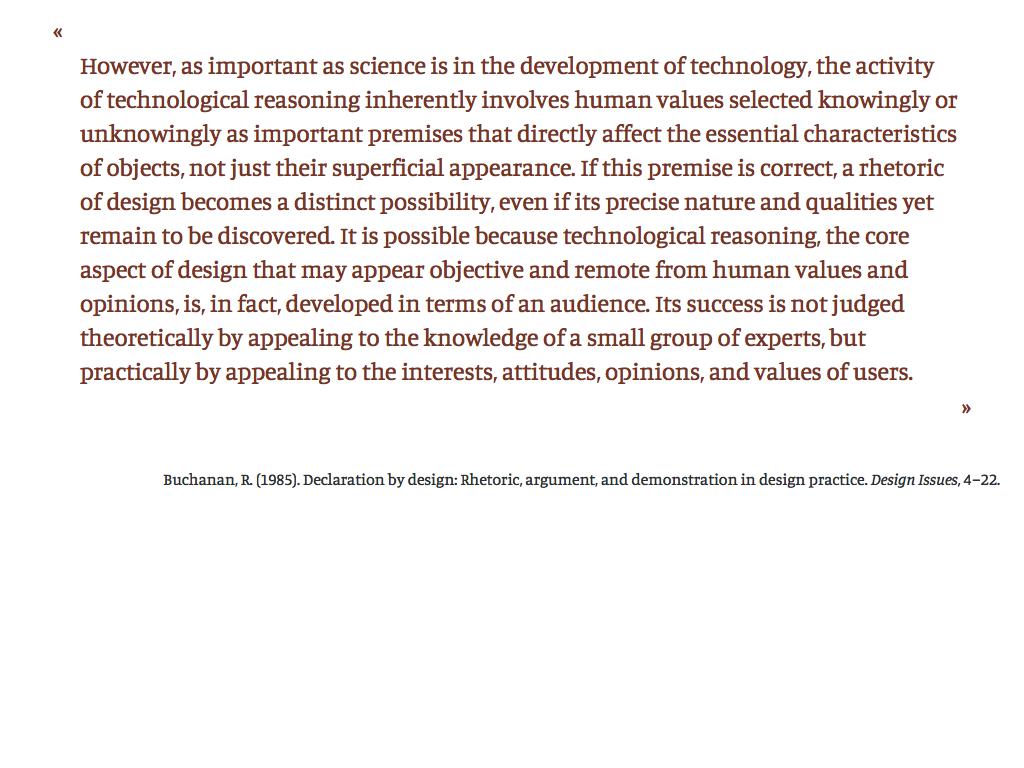 «
However, as important as science is in the development of technology, the activity
of technological reasoning inherently involves human values selected knowingly or
unknowingly as important premises that directly affect the essential characteristics
of objects, not just their superficial appearance. If this premise is correct, a rhetoric
of design becomes a distinct possibility, even if its precise nature and qualities yet
remain to be discovered. It is possible because technological reasoning, the core
aspect of design that may appear objective and remote from human values and
opinions, is, in fact, developed in terms of an audience. Its success is not judged
theoretically by appealing to the knowledge of a small group of experts, but
practically by appealing to the interests, attitudes, opinions, and values of users.
»
Buchanan, R. (1985). Declaration by design: Rhetoric, argument, and demonstration in design practice. Design Issues, 4–22.